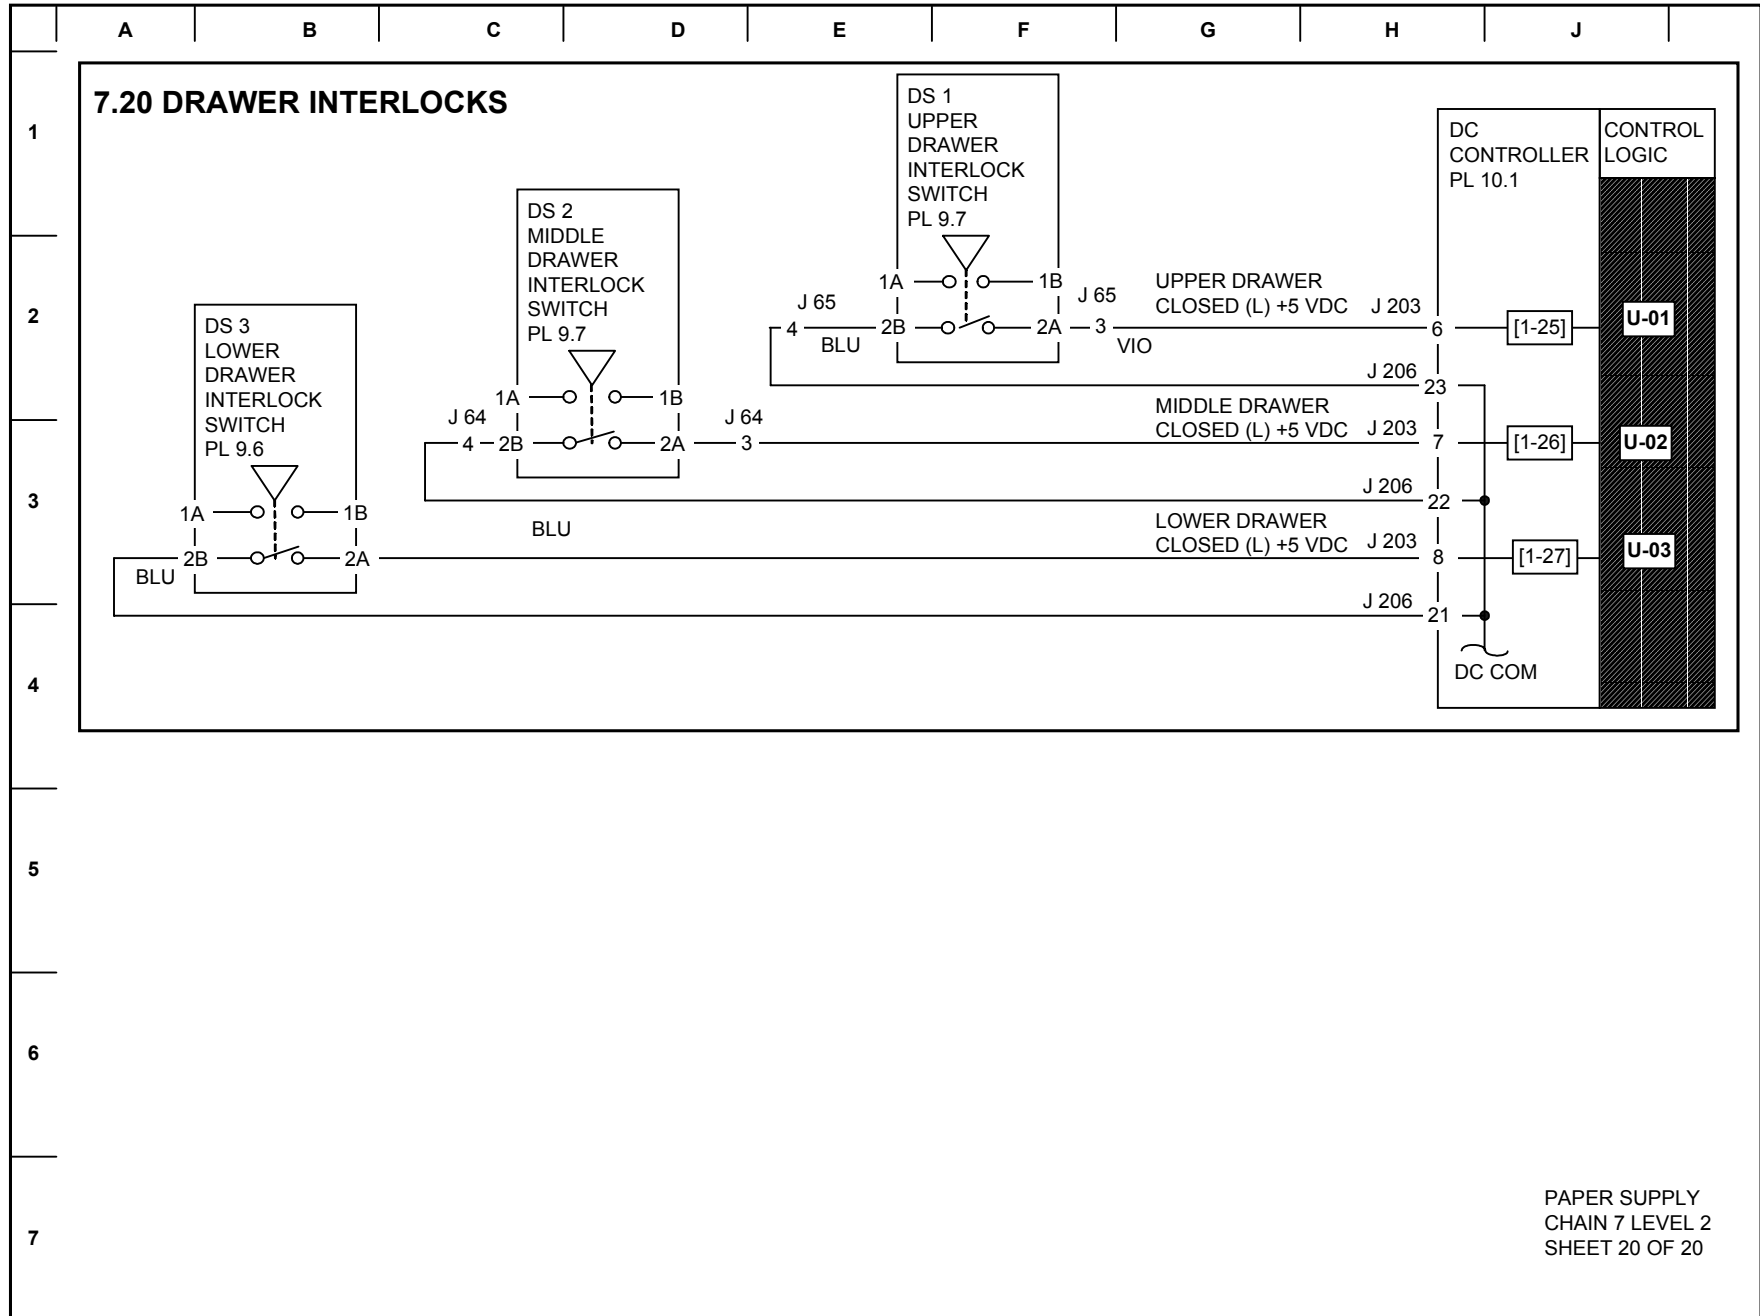 A B C D E F G H J
1
2
3
4
5
6
7
7.20 DRAWER INTERLOCKS
DS 1
UPPER
DRAWER
INTERLOCK
SWITCH
PL 9.7
1A
1B
J 65
4
BLU
2B
2A
J 65
3
VIO
UPPER DRAWER
CLOSED (L) +5 VDC
J 203
6
[1-25]
U-01
J 206
23
DS 2
MIDDLE
DRAWER
INTERLOCK
SWITCH
PL 9.7
1A
1B
J 64
4
2B
2A
J 64
3
MIDDLE DRAWER
CLOSED (L) +5 VDC
J 203
7
[1-26]
U-02
J 206
22
BLU
DS 3
LOWER
DRAWER
INTERLOCK
SWITCH
PL 9.6
1A
1B
2B
2A
BLU
LOWER DRAWER
CLOSED (L) +5 VDC
J 203
8
[1-27]
U-03
J 206
21
DC COM
DC
CONTROLLER
PL 10.1
CONTROL
LOGIC
PAPER SUPPLY
CHAIN 7 LEVEL 2
SHEET 20 OF 20